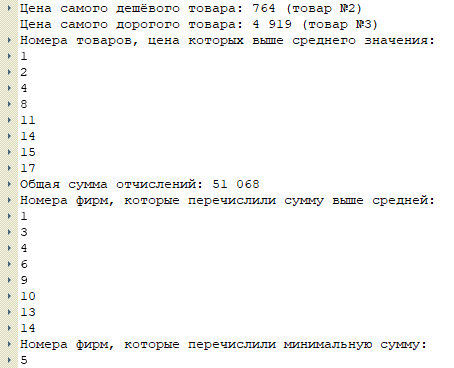 Цена самого дешёвого товара: 764 (товар №2)
Цена самого дорогого товара: 4 919 (товар №3)
Номера товаров, цена которых выше среднего значения:
1
2
4
8
11
14
15
17
Общая сумма отчислений: 51 068
Номера фирм, которые перечислили сумму выше средней:
1
3
4
6
9
10
13
14
Номера фирм, которые перечислили минимальную сумму:
5